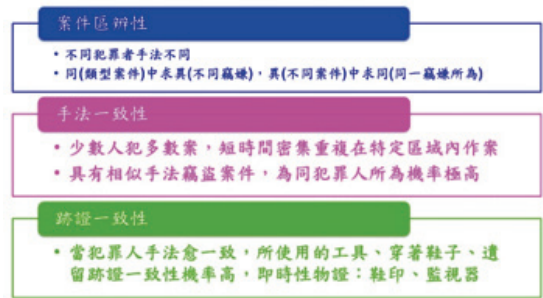 案件區辨性
• 不同犯罪者手法不同
• 同(類型案件)中求異(不同竊嫌)，異(不同案件)中求同(同一竊嫌所為)
手法一致性
• 少數人犯多數案，短時間密集重複在特定區域內作案
• 具有相似手法竊盜案件，為同犯罪人所為機率極高
跡證一致性
• 當犯罪人手法愈一致，所使用的工具、穿著鞋子、遺
留跡證一致性機率高，即時性物證：鞋印、監視器